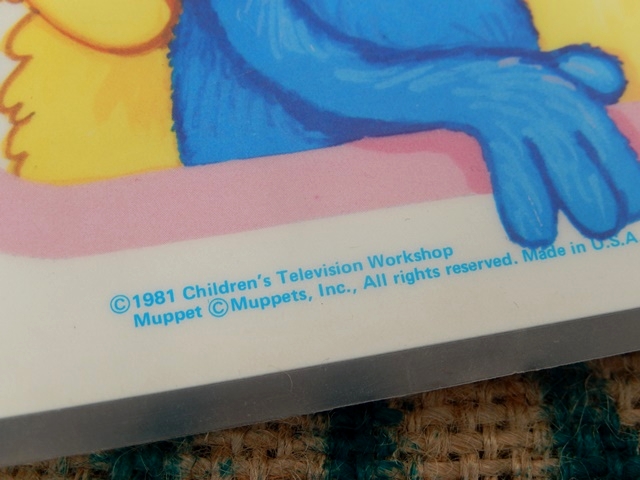 ©1981 Children's Television Workshop
Muppet ©Muppets, Inc., All rights reserved. Made in U.S.A